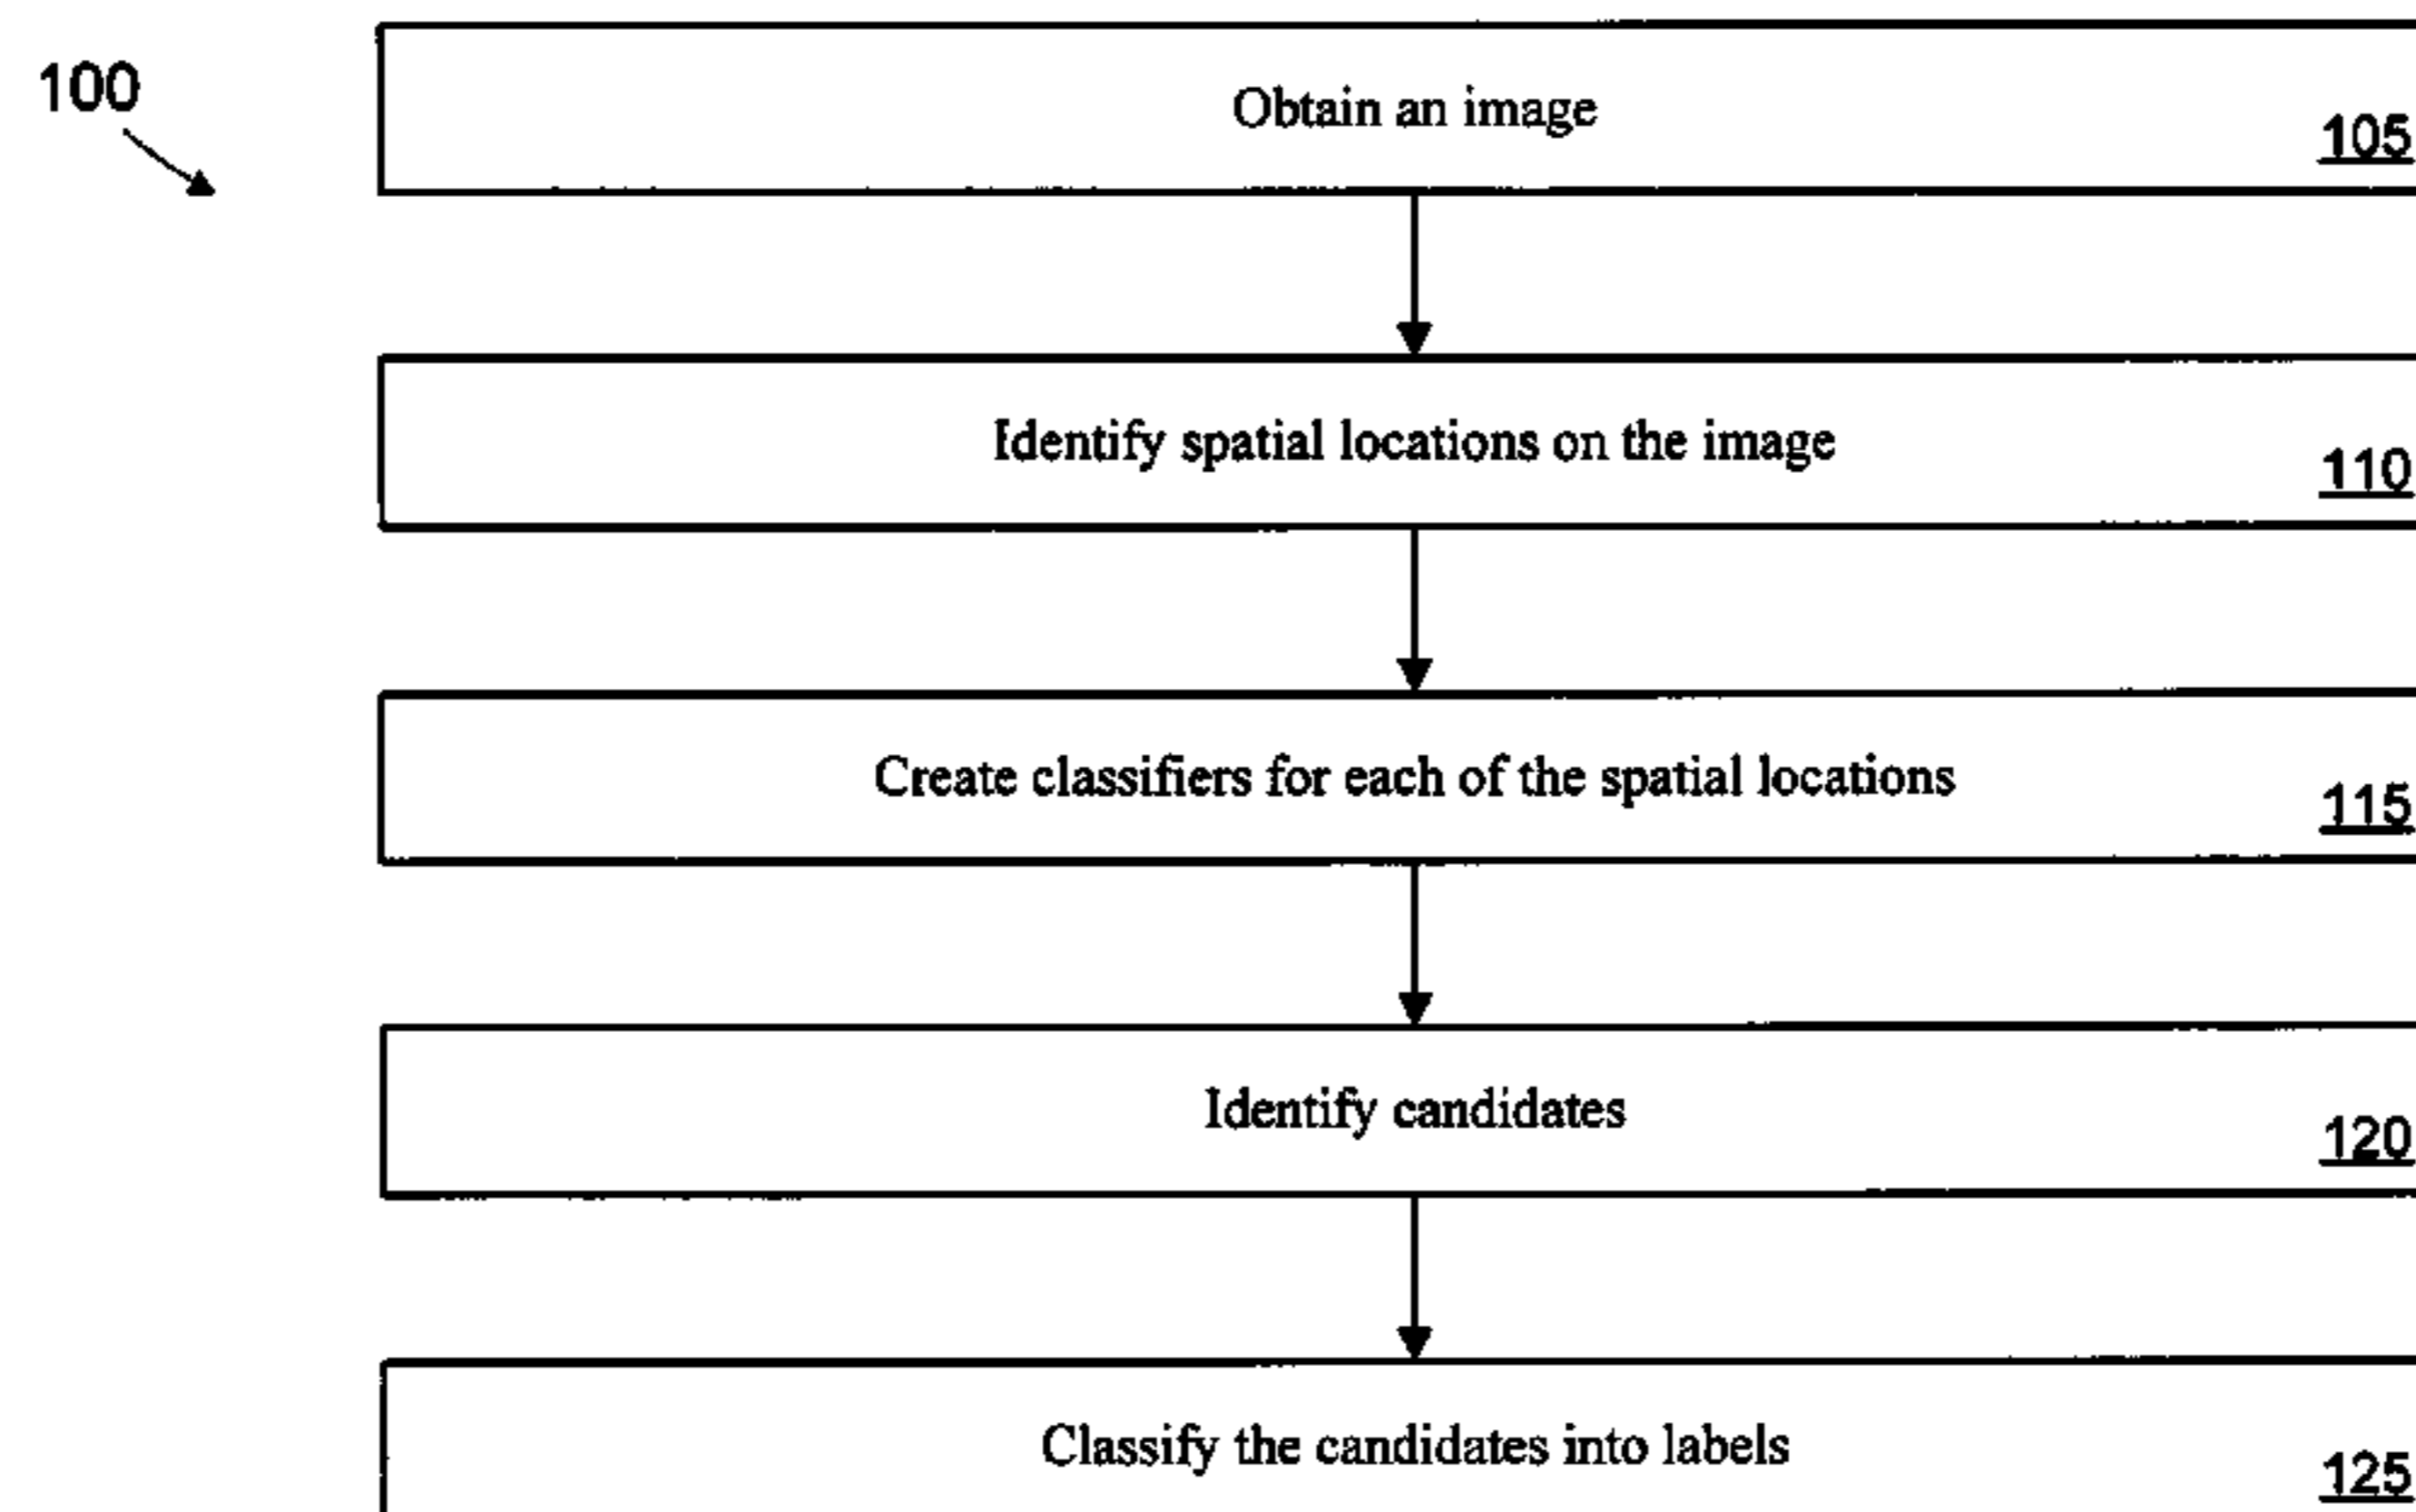 100
Obtain an image
105
Identify spatial locations on the image
110
Create classifiers for each of the spatial locations
115
Identify candidates
120
Classify the candidates into labels
125